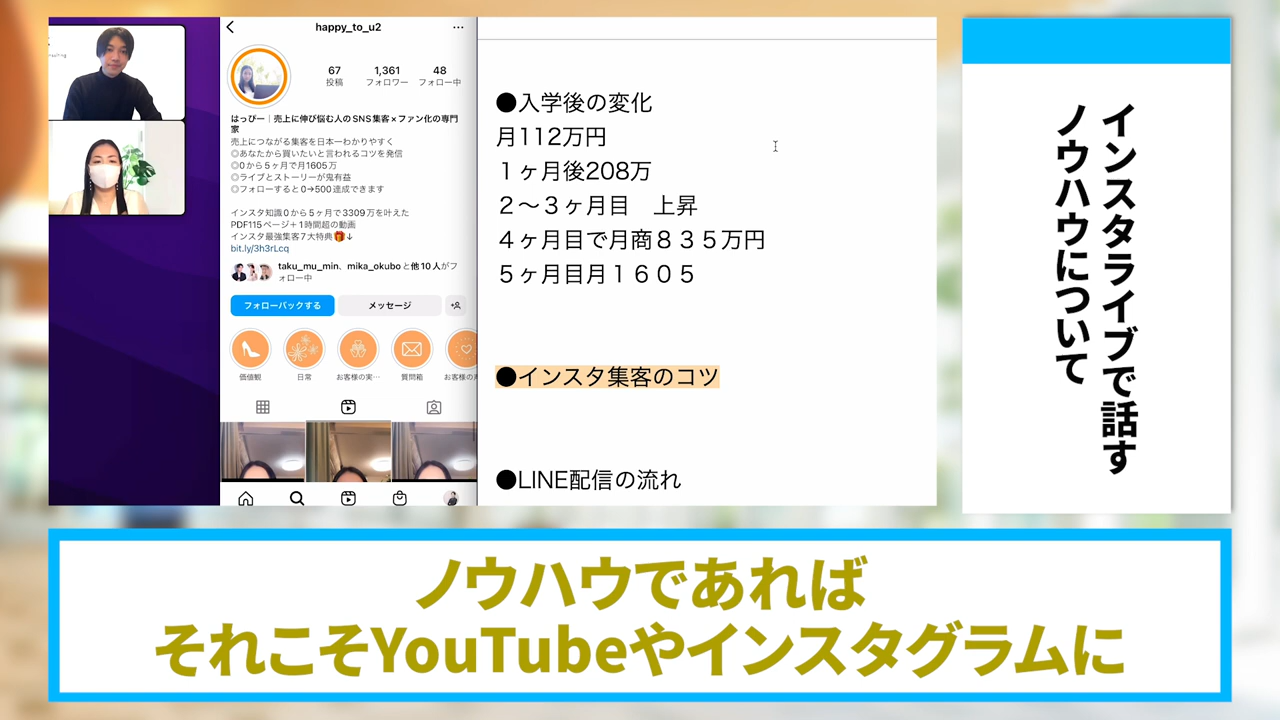 happy_to_u2
67
投稿
1,361
フォロワー
48
フォロー中
はっぴー｜売上に伸び悩む人のSNS集客×ファン化の専門
家
売上につながる集客を日本一わかりやすく
◎あなたから買いたいと言われるコツを発信
◎0から5ヶ月で月1605万
◎ライブとストーリーが鬼有益
◎フォローすると0→500達成できます
インスタ知識0から5ヶ月で3309万を叶えた
PDF115ページ+1時間超の動画
インスタ最強集客7大特典🎁↓
bit.ly/3h3rLcq
taku_mu_min、mika_okuboと他10人がフ
ォロー中
フォローバックする
メッセージ
価値観
日常
お客様の実…
質問箱
●入学後の変化
月112万円
１ヶ月後208万
２〜３ヶ月目　上昇
４ヶ月目で月商８３５万円
５ヶ月目月１６０５
●インスタ集客のコツ
●LINE配信の流れ
インスタライブで話す
ノウハウについて
ノウハウであれば
それこそYouTubeやインスタグラムに